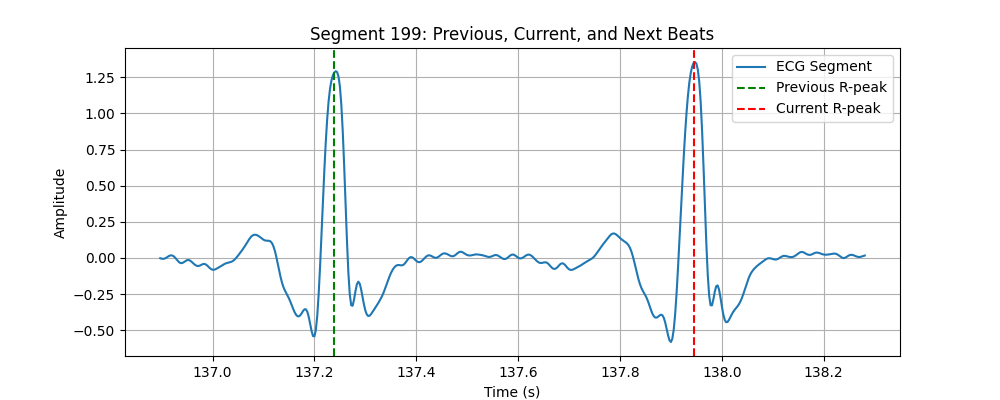 Segment 199: Previous, Current, and Next Beats
ECG Segment
Previous R-peak
Current R-peak
Amplitude
1.25
1.00
0.75
0.50
0.25
0.00
−0.25
−0.50
137.0 137.2 137.4 137.6 137.8 138.0 138.2
Time (s)